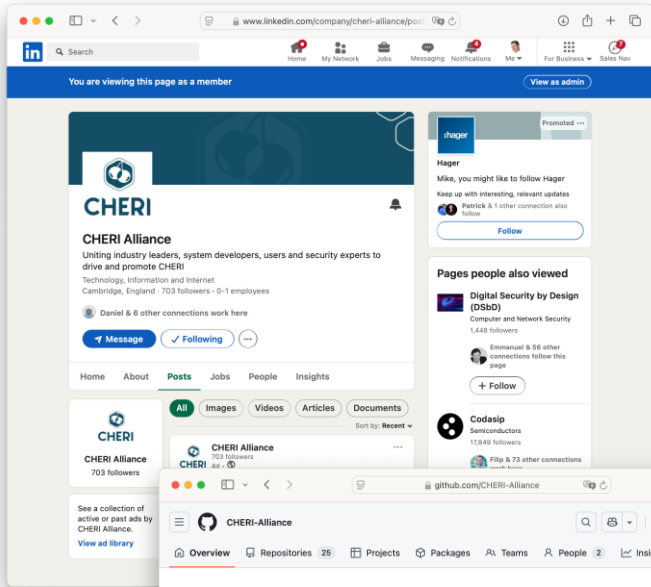 www.linkedin.com/company/cheri-alliance/post
in
Search
Home
My Network
Jobs
Messaging
Notifications
Me
For Business
Sales Nav
You are viewing this page as a member
View as admin
CHERI
CHERI Alliance
Uniting industry leaders, system developers, users and security experts to
drive and promote CHERI
Technology, Information and Internet
Cambridge, England · 703 followers · 0-1 employees
Daniel & 6 other connections work here
Message
Following
Home About Posts Jobs People Insights
CHERI
CHERI Alliance
703 followers
See a collection of
active or past ads by
CHERI Alliance.
View ad library
All Images Videos Articles Documents
Sort by: Recent
CHERI
CHERI Alliance
703 followers
4d ·
Promoted
:hager
Hager
Mike, you might like to follow Hager
Keep up with interesting, relevant updates
Patrick & 1 other connection also
follow
Follow
Pages people also viewed
Digital Security by Design
(DSbD)
Computer and Network Security
1,448 followers
Emmanuel & 56 other
connections follow this
page
+ Follow
Codasip
Semiconductors
17,849 followers
Filip & 73 other connections
work here
github.com/CHERI-Alliance
CHERI-Alliance
Overview Repositories 25 Projects Packages Teams People 2 Insi